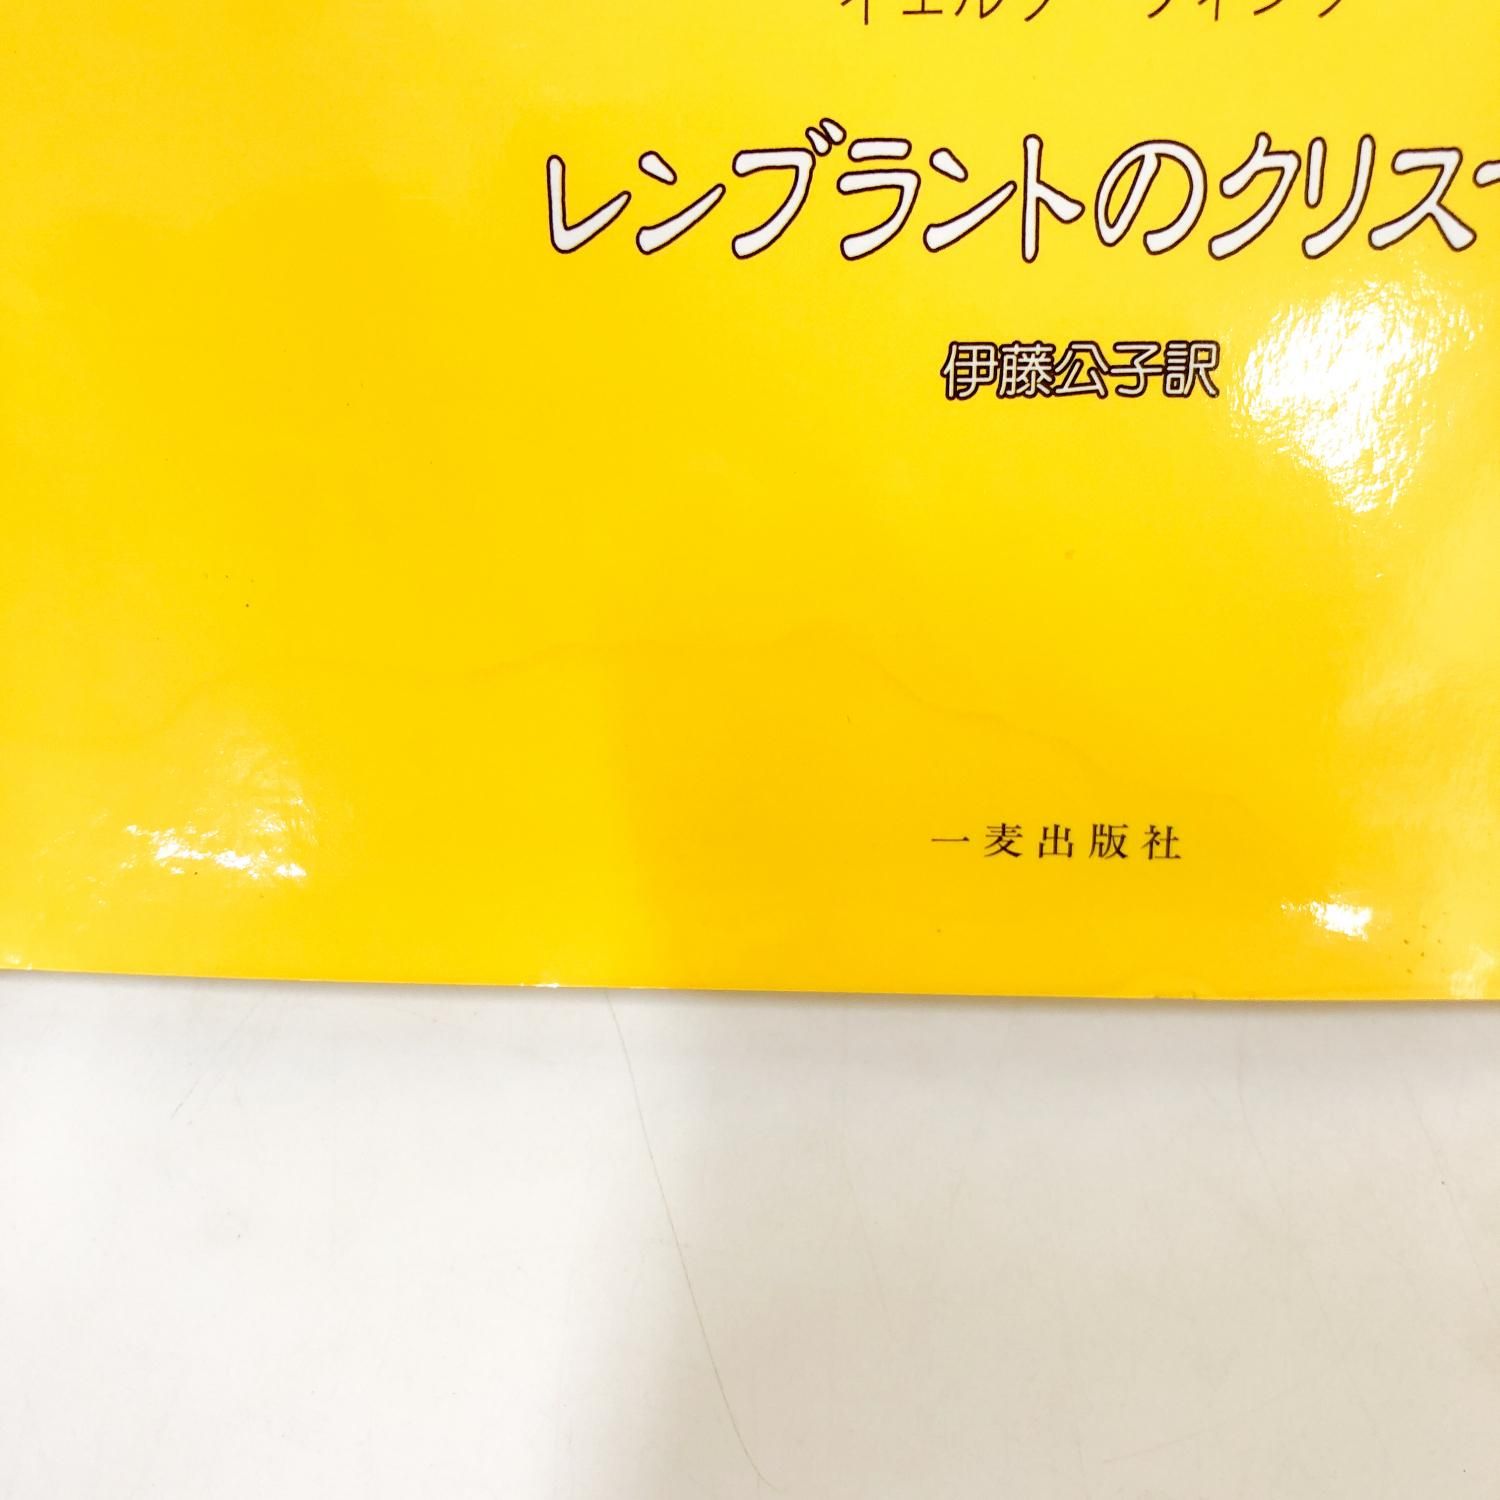 レンブラントのクリス
伊藤公子訳
一麦出版社